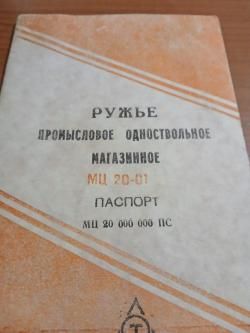 РУЖЬЕ
ПРОМЫСЛОВОЕ ОДНОСТВОЛЬНОЕ
МАГАЗИННОЕ
МЦ 20-01
ПАСПОРТ
МЦ 20 000 000 ПС
Т